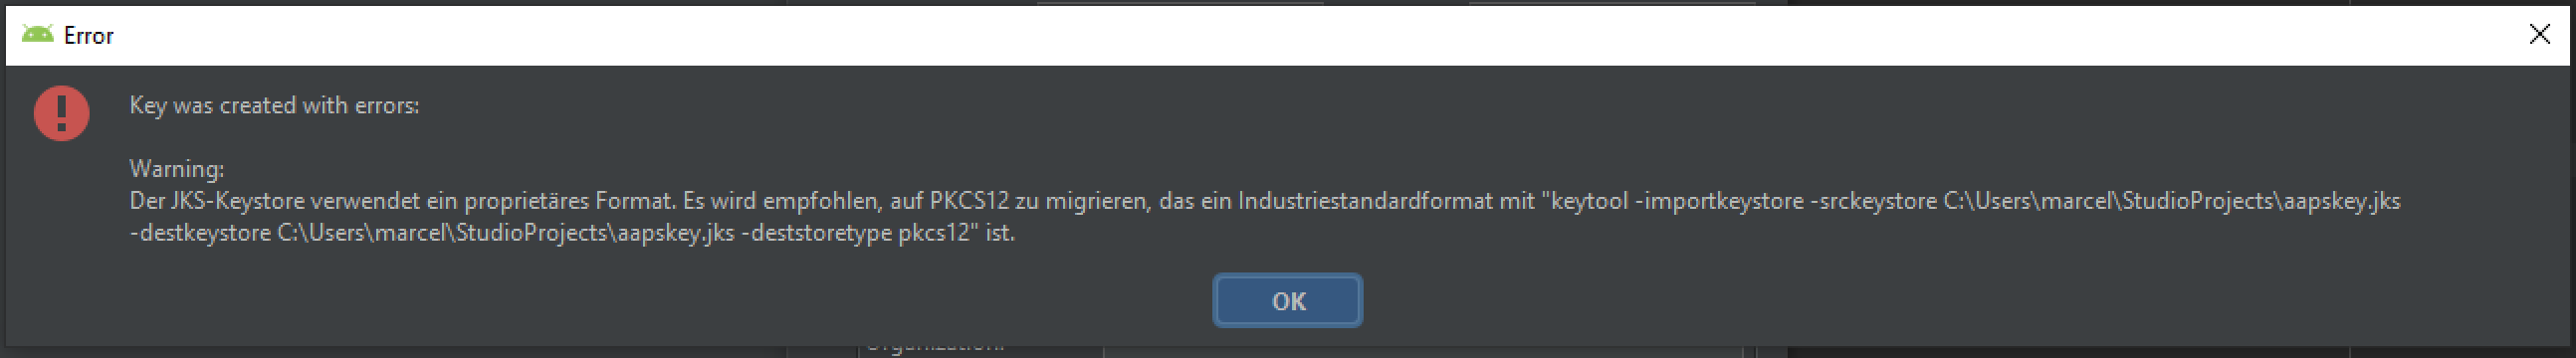 Error
Key was created with errors:
Warning:
Der JKS-Keystore verwendet ein proprietäres Format. Es wird empfohlen, auf PKCS12 zu migrieren, das ein Industriestandardformat mit "keytool -importkeystore -srckeystore C:\Users\marcel\StudioProjects\aapskey.jks
-destkeystore C:\Users\marcel\StudioProjects\aapskey.jks -deststoretype pkcs12" ist.
OK